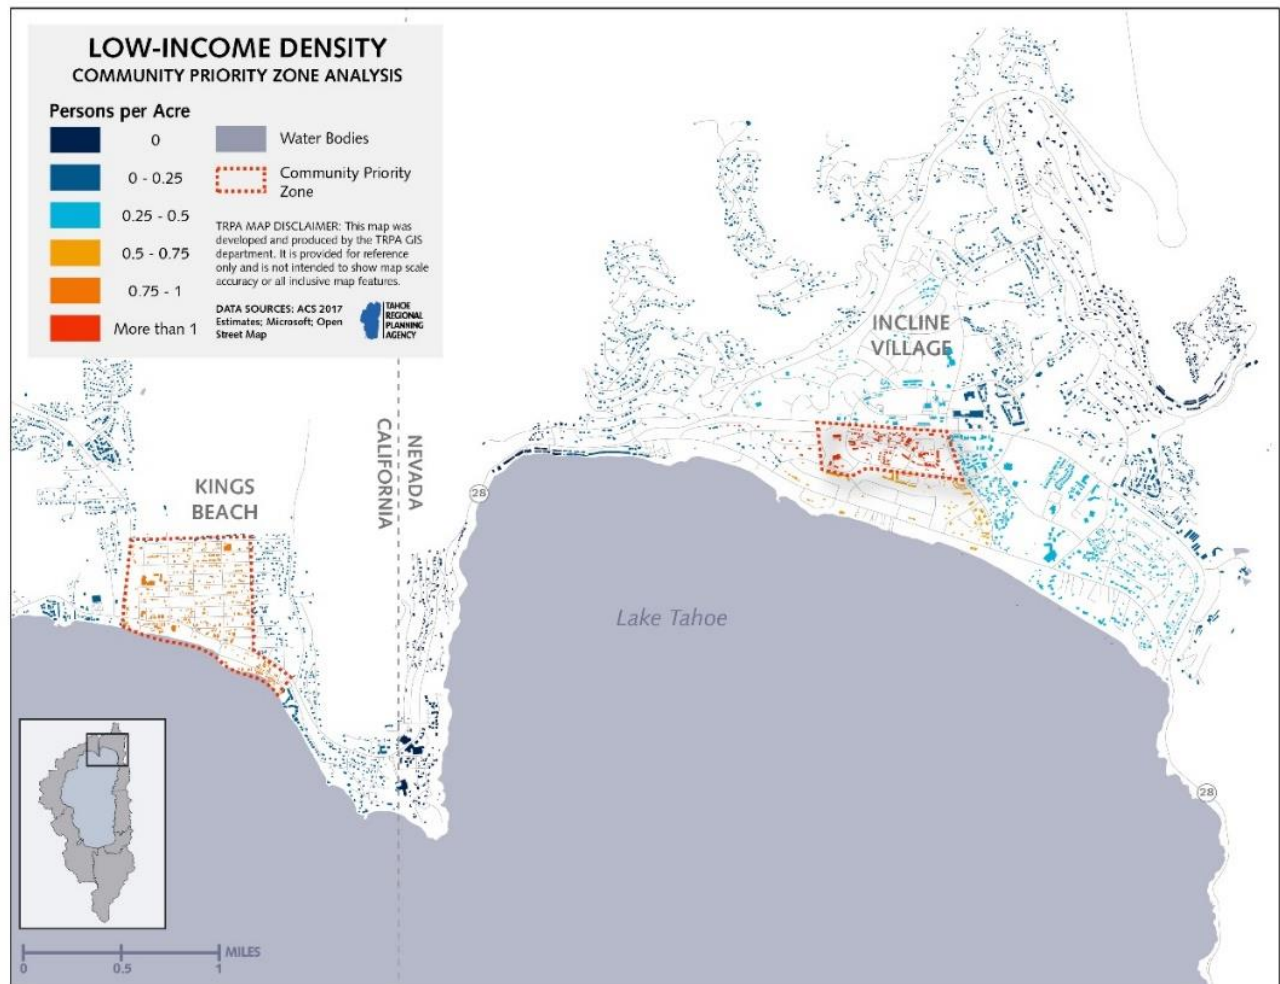 LOW-INCOME DENSITY
COMMUNITY PRIORITY ZONE ANALYSIS
Persons per Acre
0
0 - 0.25
0.25 - 0.5
0.5 - 0.75
0.75 - 1
More than 1
Water Bodies
Community Priority
Zone
TRPA MAP DISCLAIMER: This map was
developed and produced by the TRPA GIS
department. It is provided for reference
only and is not intended to show map scale
accuracy or all inclusive map features.
DATA SOURCES: ACS 2017
Estimates; Microsoft; Open
Street Map
TAHOE
REGIONAL
PLANNING
AGENCY
INCLINE
VILLAGE
KINGS
BEACH
CALIFORNIA
NEVADA
28
Lake Tahoe
28
MILES
0
0.5
1